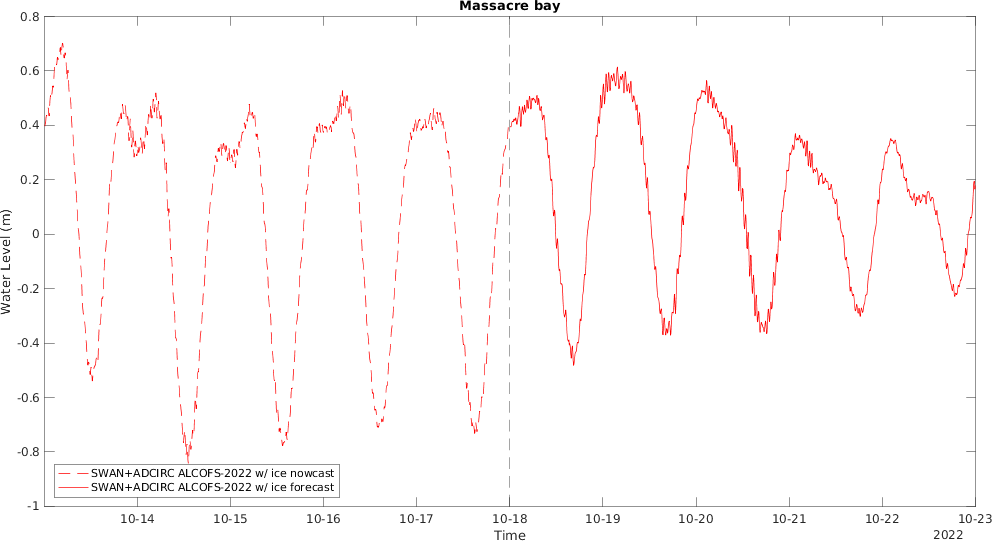 Massacre bay
0.8
0.6
0.4
0.2
0
-0.2
-0.4
-0.6
-0.8
-1
Water Level (m)
SWAN+ADCIRC ALCOFS-2022 w/ ice nowcast
SWAN+ADCIRC ALCOFS-2022 w/ ice forecast
10-14 10-15 10-16 10-17 10-18 10-19 10-20 10-21 10-22 10-23
Time
2022